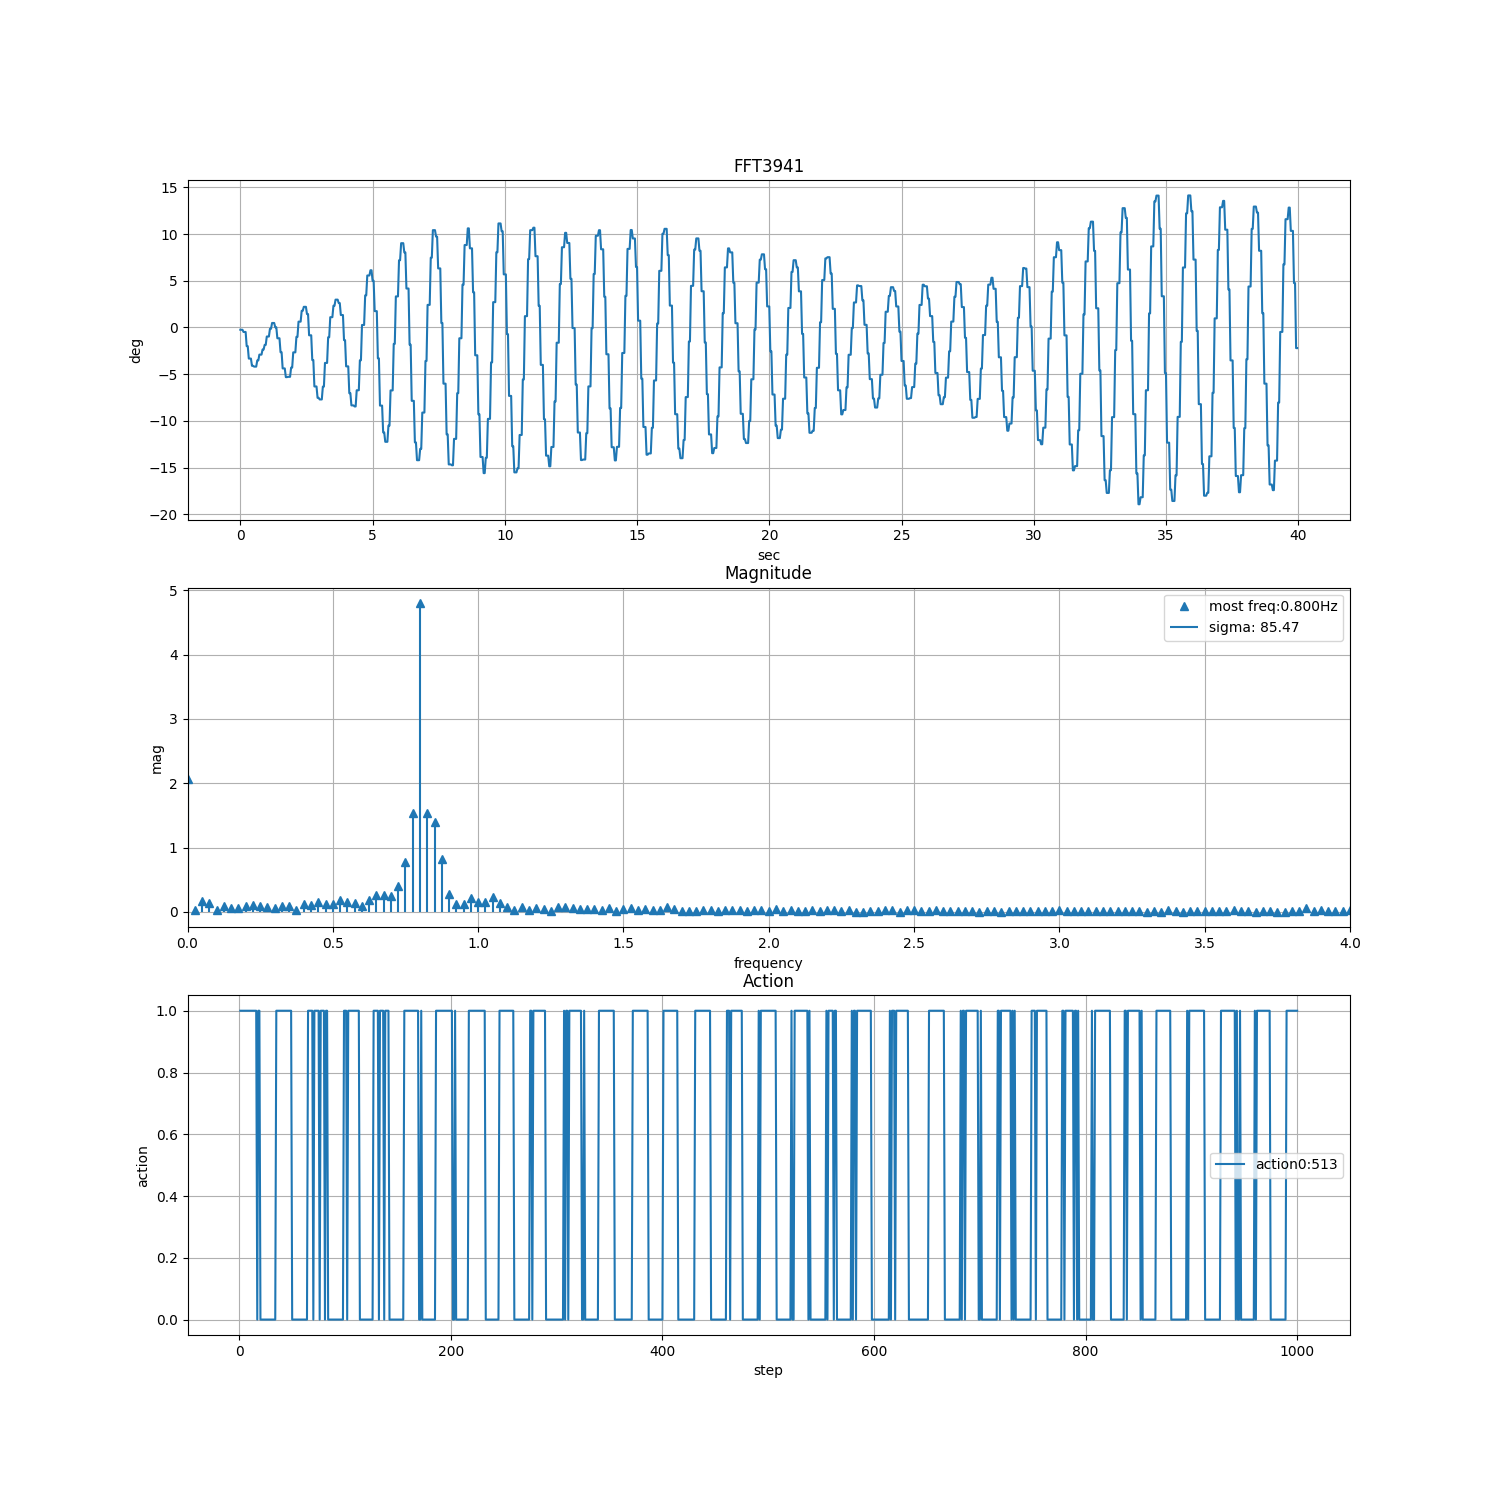 FFT3941
15
10
5
0
−5
−10
−15
−20
deg
0 5 10 15 20 25 30 35 40
sec
Magnitude
5
4
3
2
1
0
mag
most freq:0.800Hz
sigma: 85.47
0.0 0.5 1.0 1.5 2.0 2.5 3.0 3.5 4.0
frequency
Action
1.0
0.8
0.6
0.4
0.2
0.0
action
action0:513
0 200 400 600 800 1000
step